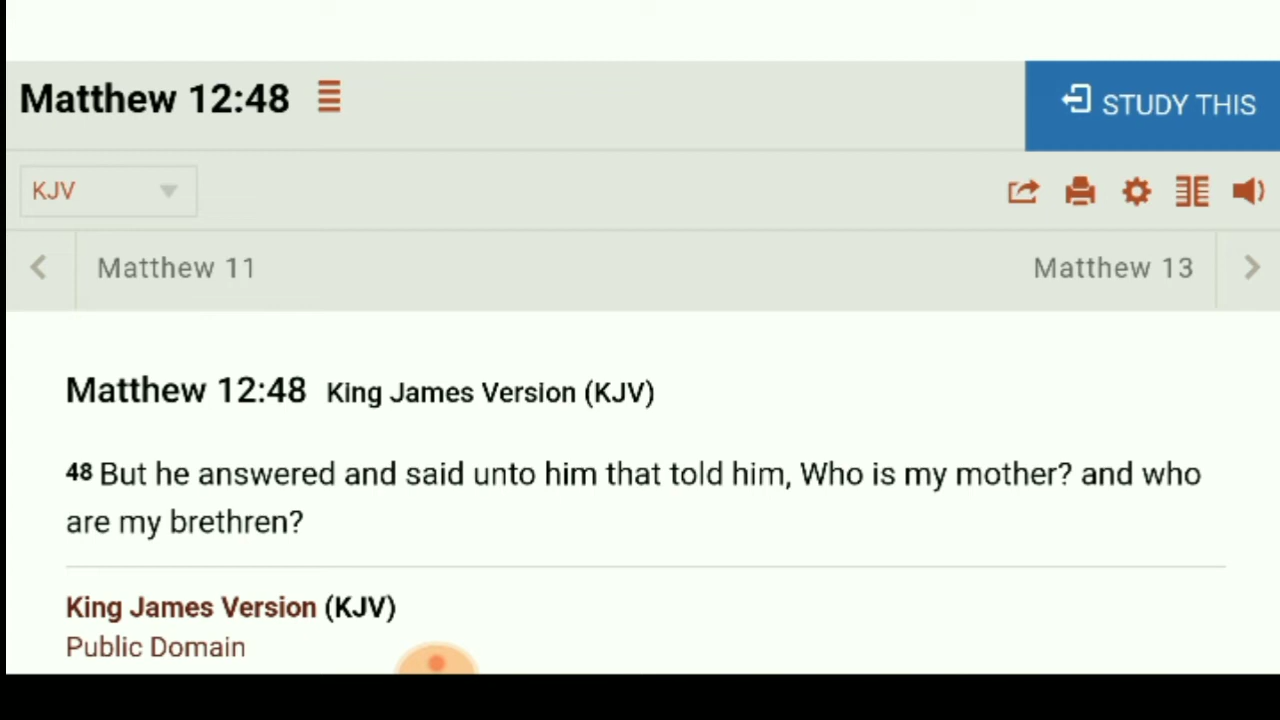 Matthew 12:48
STUDY THIS
KJV
Matthew 11
Matthew 13
Matthew 12:48 King James Version (KJV)
48 But he answered and said unto him that told him, Who is my mother? and who
are my brethren?
King James Version (KJV)
Public Domain